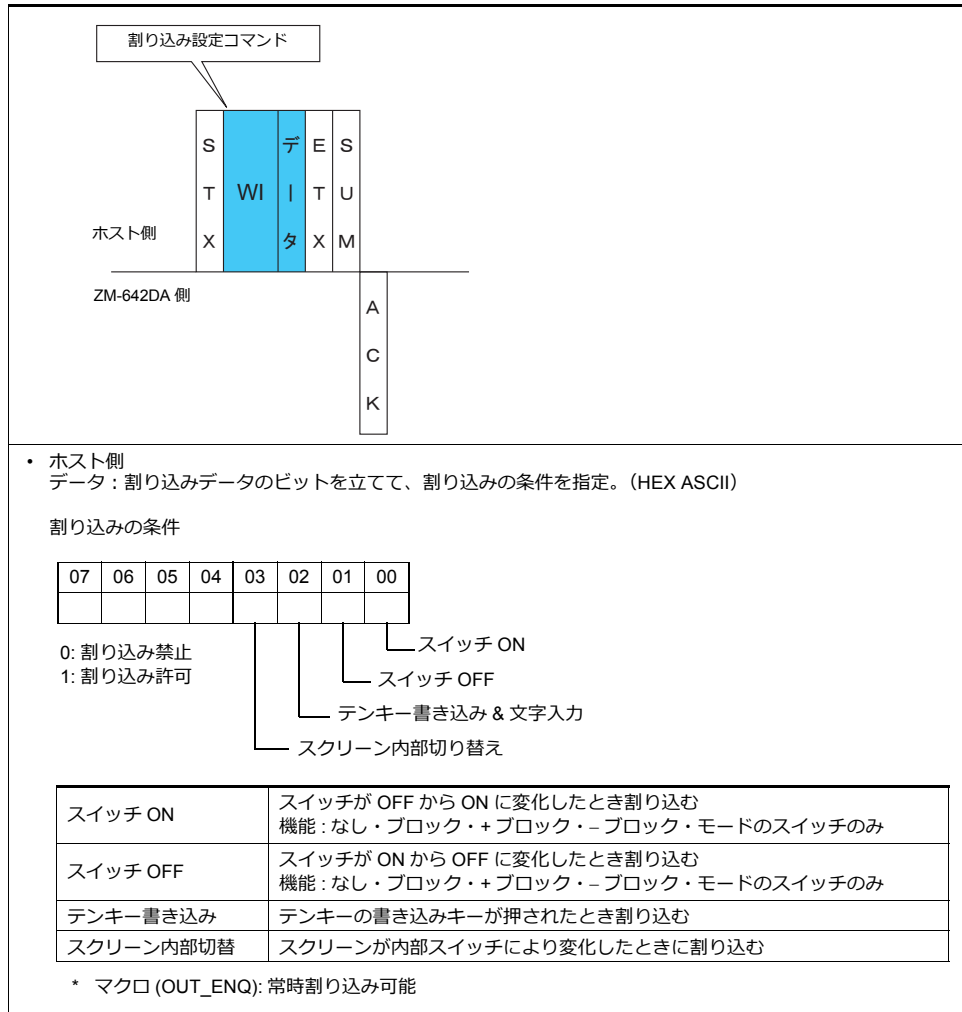 割り込み設定コマンド
STX
WI
データ
ETX
SUM
ホスト側
ZM-642DA 側
ACK
• ホスト側
データ：割り込みデータのビットを立てて、割り込みの条件を指定。（HEX ASCII）
割り込みの条件
07 06 05 04 03 02 01 00
0: 割り込み禁止
1: 割り込み許可
スイッチ ON
スイッチ OFF
テンキー書き込み & 文字入力
スクリーン内部切り替え
スイッチ ON
スイッチが OFF から ON に変化したとき割り込む
機能 : なし・ブロック・+ ブロック・– ブロック・モードのスイッチのみ
スイッチ OFF
スイッチが ON から OFF に変化したとき割り込む
機能 : なし・ブロック・+ ブロック・– ブロック・モードのスイッチのみ
テンキー書き込み
テンキーの書き込みキーが押されたとき割り込む
スクリーン内部切替
スクリーンが内部スイッチにより変化したときに割り込む
* マクロ (OUT_ENQ): 常時割り込み可能